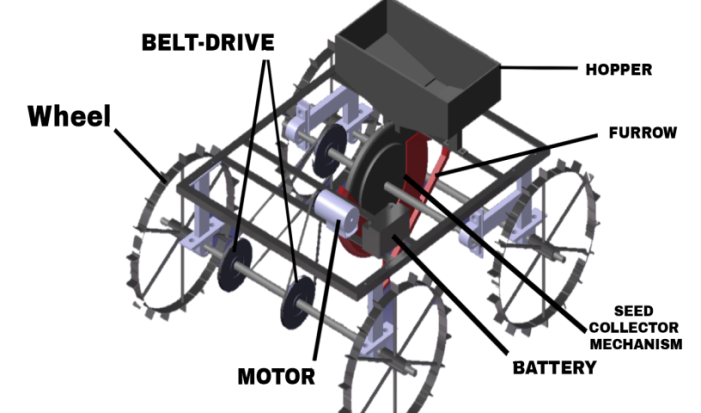 BELT-DRIVE
HOPPER
Wheel
FURROW
SEED
COLLECTOR
MECHANISM
BATTERY
MOTOR